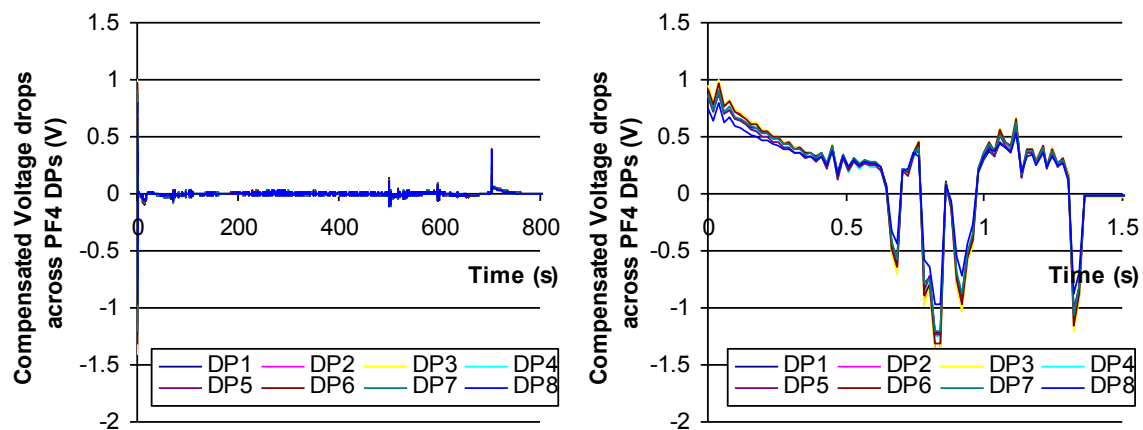 Compensated Voltage drops
across PF4 DPs (V)
1.5
1
0.5
0
-0.5
-1
-1.5
-2
0
200
400
600
800
Time (s)
DP1 DP2 DP3 DP4
DP5 DP6 DP7 DP8
Compensated Voltage drops
across PF4 DPs (V)
1.5
1
0.5
0
-0.5
-1
-1.5
-2
0
0.5
1
1.5
Time (s)
DP1 DP2 DP3 DP4
DP5 DP6 DP7 DP8